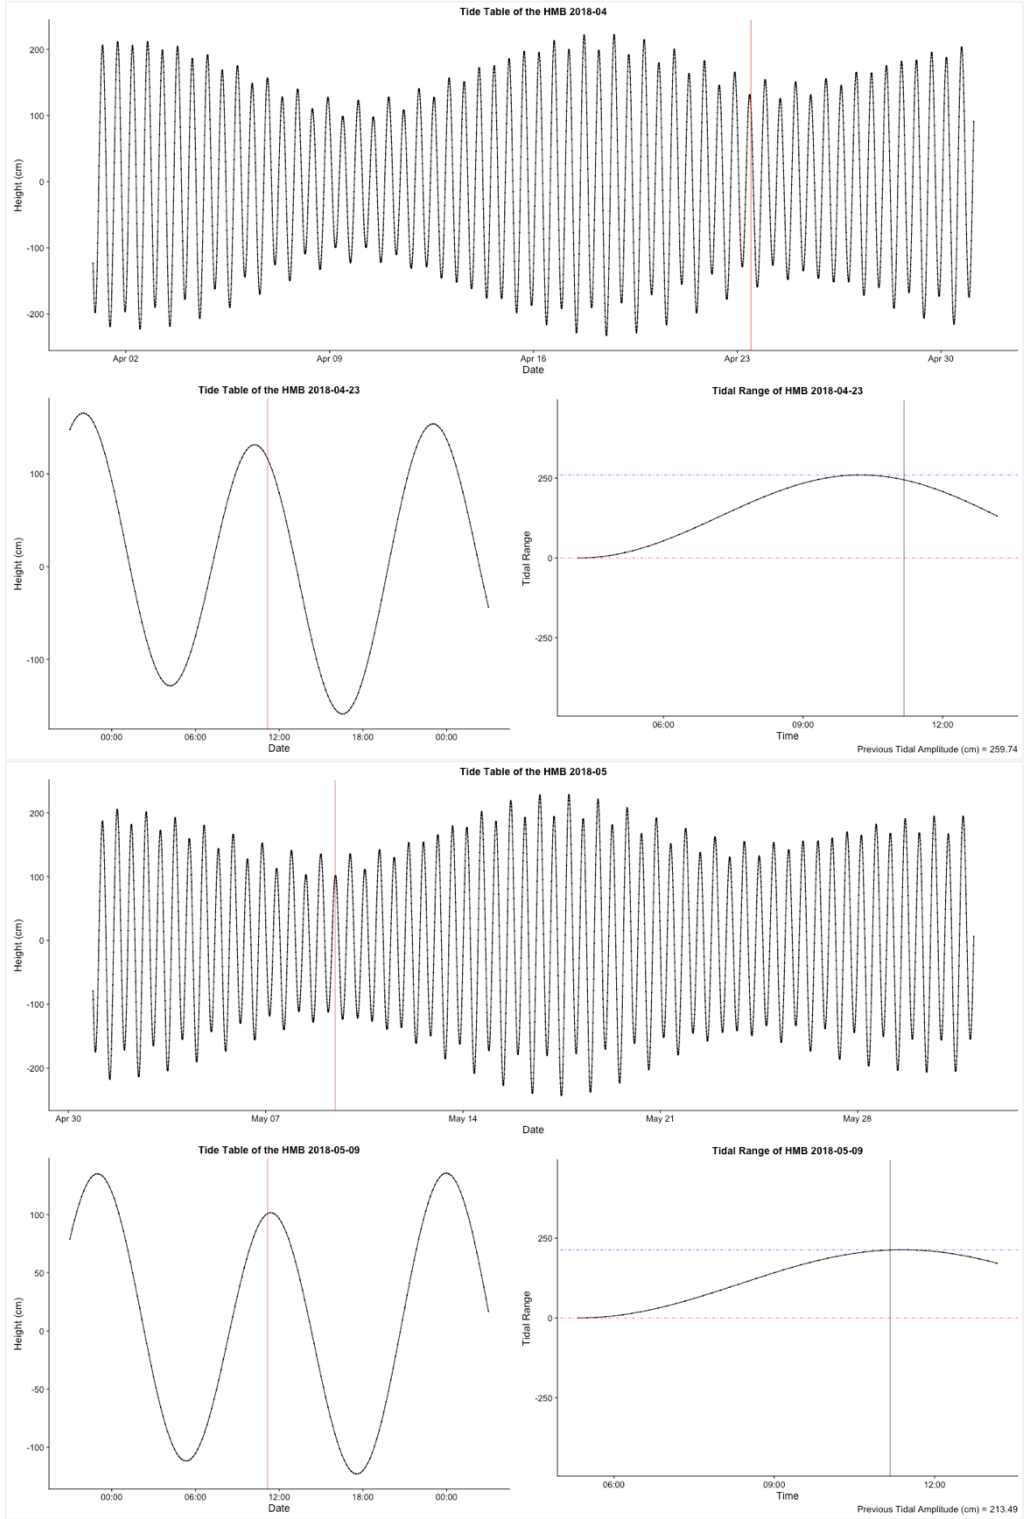 Tide Table of the HMB 2018-04
200
100
0
-100
-200
Height (cm)
Apr 02 Apr 09 Apr 16 Apr 23 Apr 30
Date
Tide Table of the HMB 2018-04-23
100
0
-100
Height (cm)
00:00 06:00 12:00 18:00 00:00
Date
Tidal Range of HMB 2018-04-23
250
0
-250
Tidal Range
06:00 09:00 12:00
Time
Previous Tidal Amplitude (cm) = 259.74
Tide Table of the HMB 2018-05
200
100
0
-100
-200
Height (cm)
Apr 30 May 07 May 14 May 21 May 28
Date
Tide Table of the HMB 2018-05-09
100
50
0
-50
-100
Height (cm)
00:00 06:00 12:00 18:00 00:00
Date
Tidal Range of HMB 2018-05-09
250
0
-250
Tidal Range
06:00 09:00 12:00
Time
Previous Tidal Amplitude (cm) = 213.49